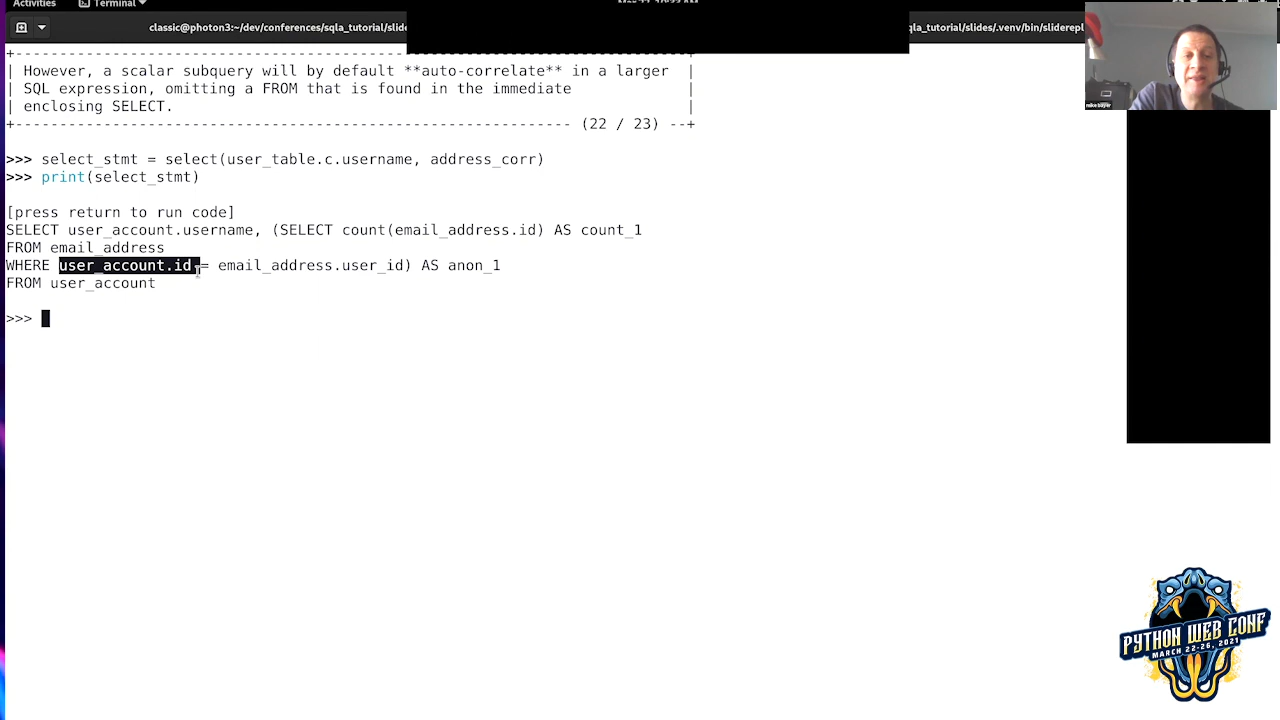 Activities Terminal
classic@photon3:~/dev/conferences/sqla_tutorial/slide qla_tutorial/slides/.venv/bin/sliderepl
mike bayer
+---------------------------------------------------------------------------+
| However, a scalar subquery will by default **auto-correlate** in a larger |
| SQL expression, omitting a FROM that is found in the immediate |
| enclosing SELECT. |
+--------------------------------------------------------------- (22 / 23) --+
>>> select_stmt = select(user_table.c.username, address_corr)
>>> print(select_stmt)
[press return to run code]
SELECT user_account.username, (SELECT count(email_address.id) AS count_1
FROM email_address
WHERE user_account.id = email_address.user_id) AS anon_1
FROM user_account
>>>
PYTHON WEB CONF
MARCH 22-26, 2021